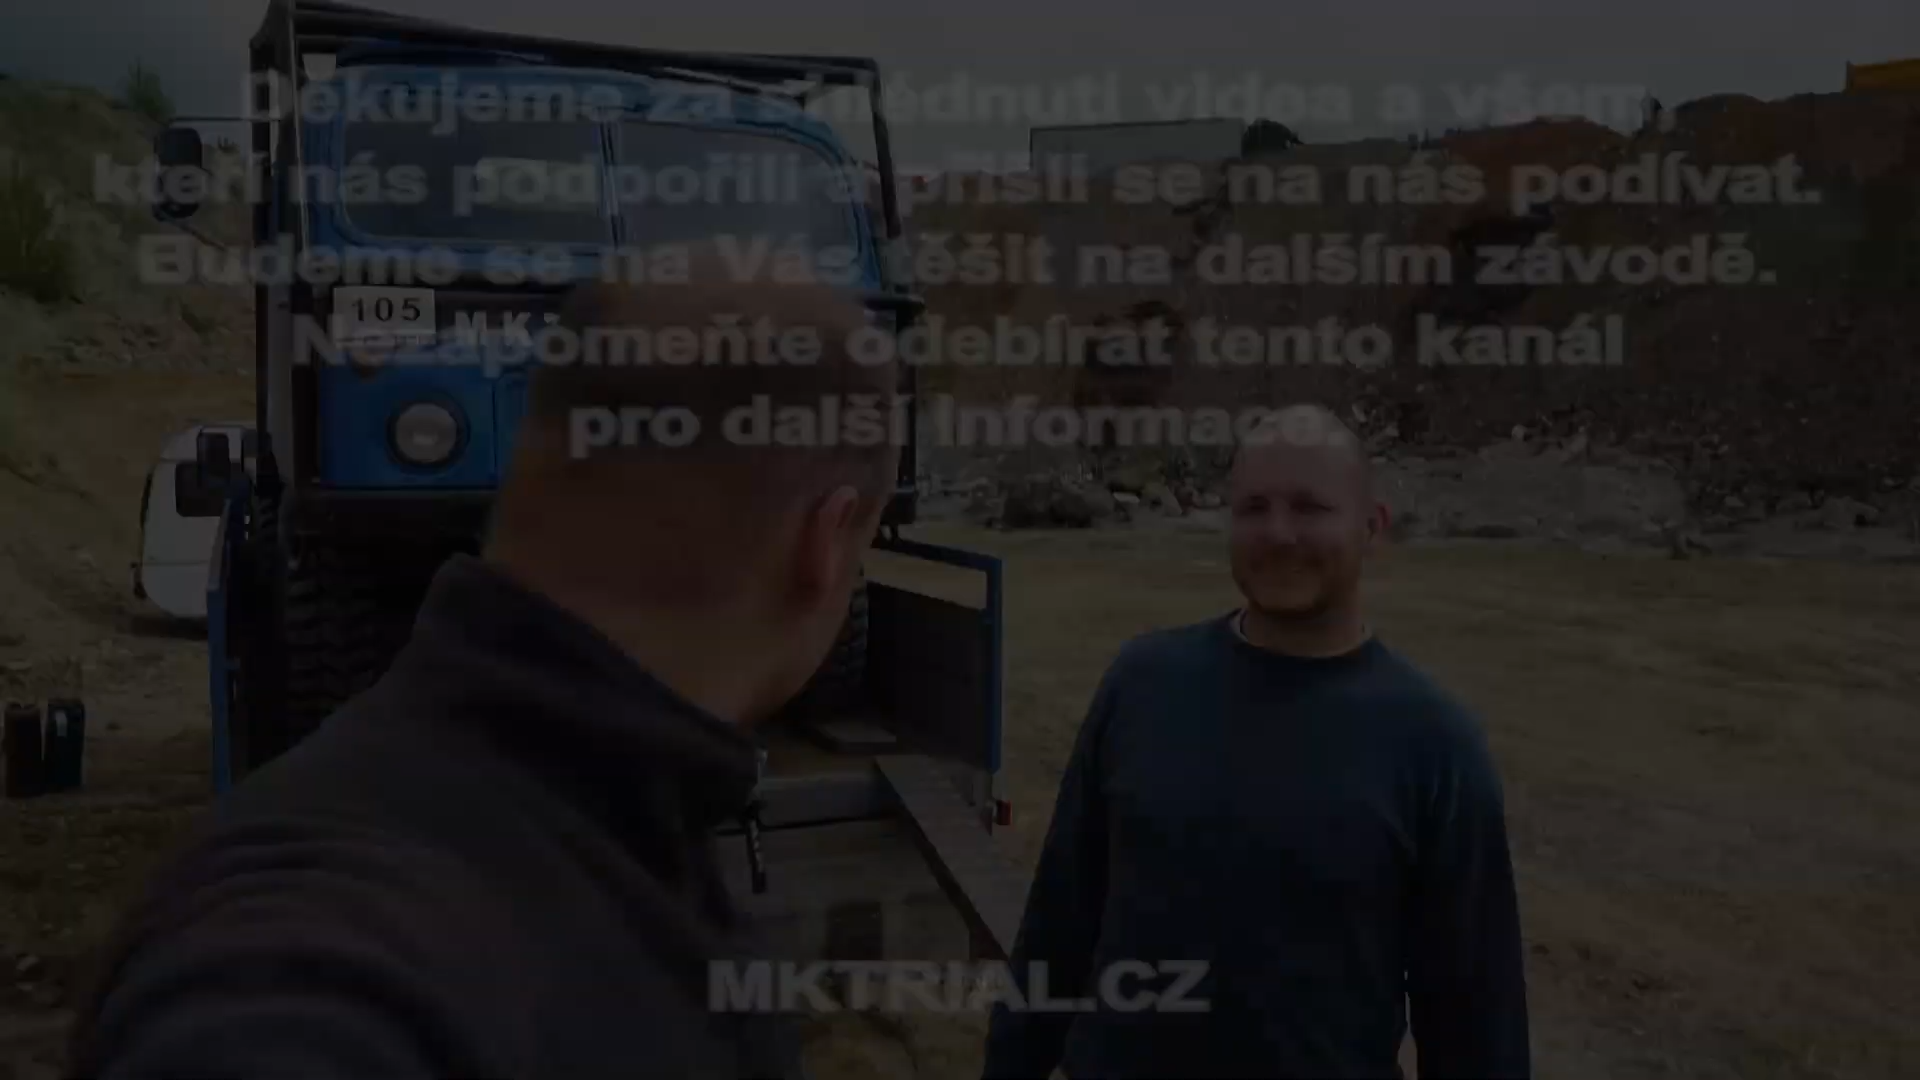 Děkujeme za shlédnutí videa a všem,
kteří nás podpořili a přišli se na nás podívat.
Budeme se na Vás těšit na dalším závodě.
Nezapomeňte odebírat tento kanál
pro další informace.
105
MKTRIAL.CZ